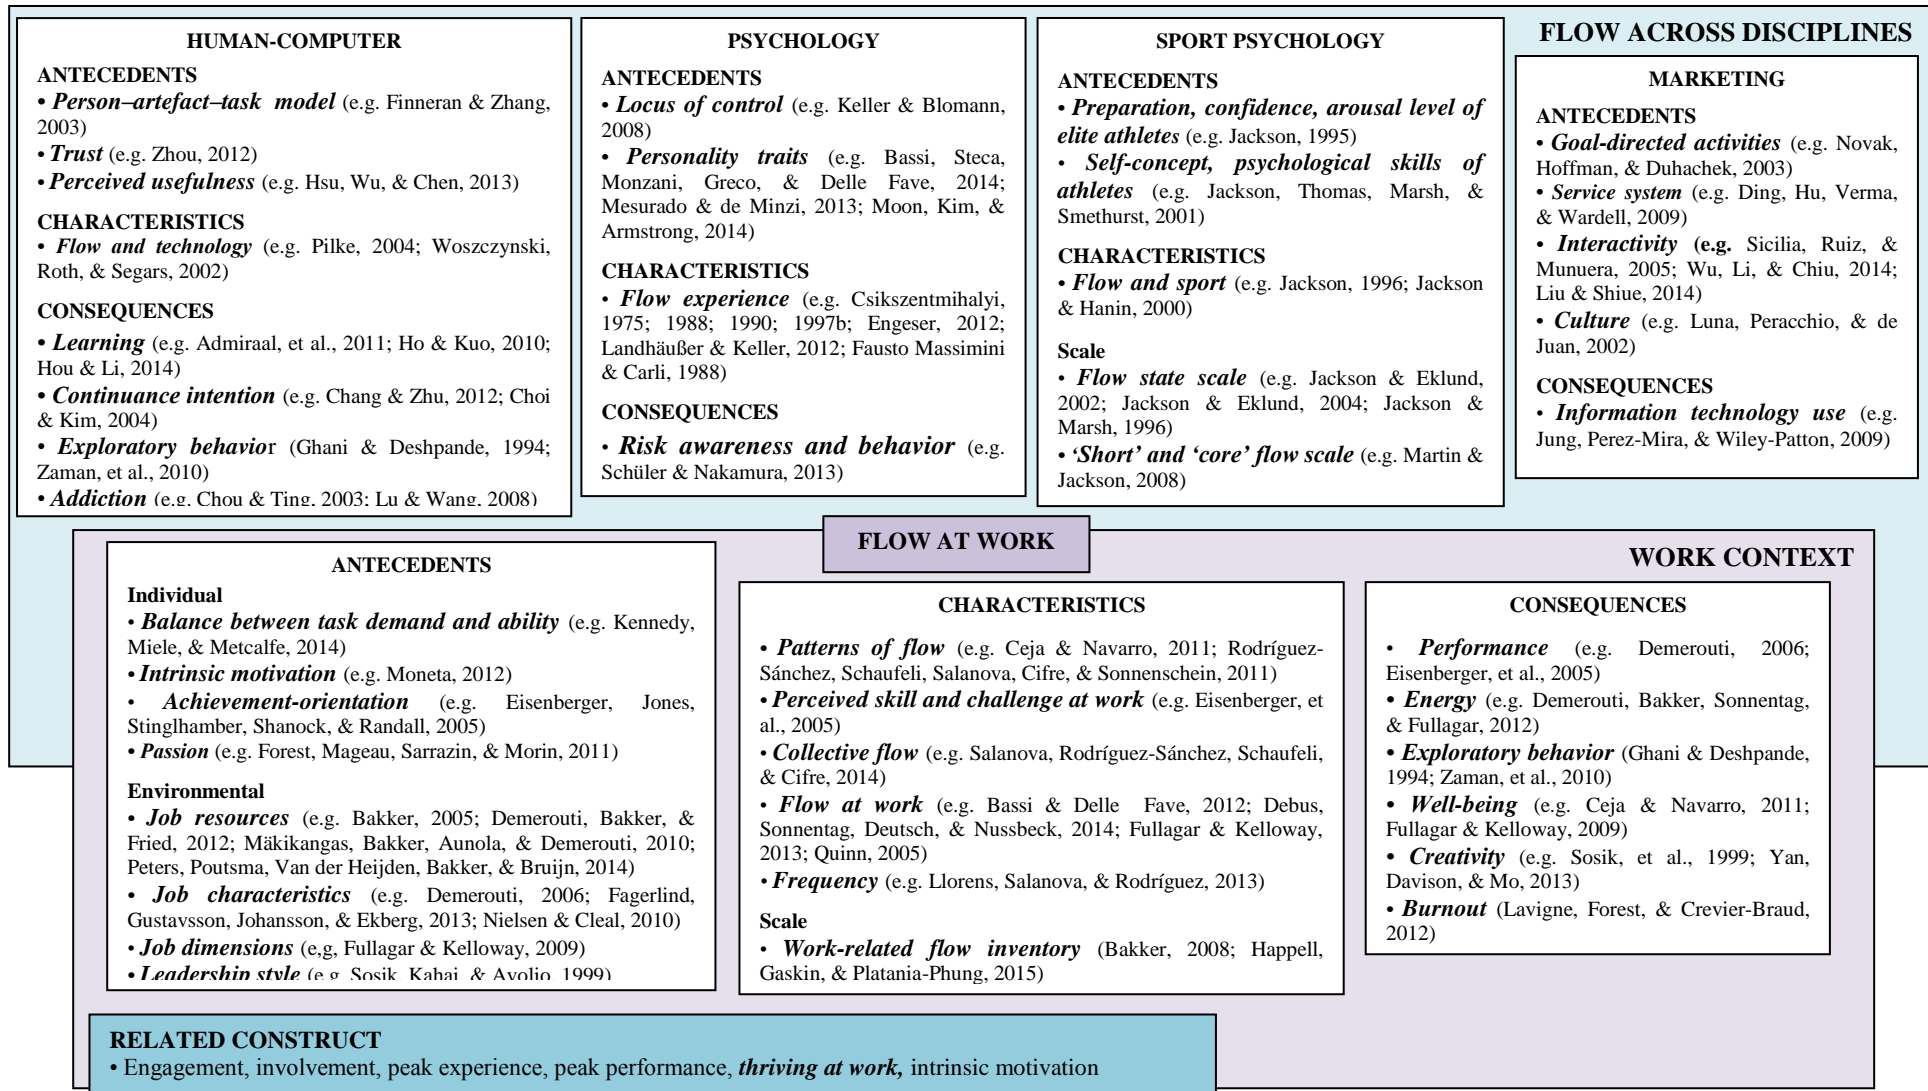 FLOW ACROSS DISCIPLINES
HUMAN-COMPUTER
ANTECEDENTS
• Person–artefact–task model (e.g. Finneran & Zhang,
2003)
• Trust (e.g. Zhou, 2012)
• Perceived usefulness (e.g. Hsu, Wu, & Chen, 2013)
CHARACTERISTICS
• Flow and technology (e.g. Pilke, 2004; Woszczynski,
Roth, & Segars, 2002)
CONSEQUENCES
• Learning (e.g. Admiraal, et al., 2011; Ho & Kuo, 2010;
Hou & Li, 2014)
• Continuance intention (e.g. Chang & Zhu, 2012; Choi
& Kim, 2004)
• Exploratory behavior (Ghani & Deshpande, 1994;
Zaman, et al., 2010)
• Addiction (e.g. Chou & Ting, 2003; Lu & Wang, 2008)
PSYCHOLOGY
ANTECEDENTS
• Locus of control (e.g. Keller & Blomann,
2008)
• Personality traits (e.g. Bassi, Steca,
Monzani, Greco, & Delle Fave, 2014;
Mesurado & de Minzi, 2013; Moon, Kim, &
Armstrong, 2014)
CHARACTERISTICS
• Flow experience (e.g. Csikszentmihalyi,
1975; 1988; 1990; 1997b; Engeser, 2012;
Landhäußer & Keller, 2012; Fausto Massimini
& Carli, 1988)
CONSEQUENCES
• Risk awareness and behavior (e.g.
Schüler & Nakamura, 2013)
SPORT PSYCHOLOGY
ANTECEDENTS
• Preparation, confidence, arousal level of
elite athletes (e.g. Jackson, 1995)
• Self-concept, psychological skills of
athletes (e.g. Jackson, Thomas, Marsh, &
Smethurst, 2001)
CHARACTERISTICS
• Flow and sport (e.g. Jackson, 1996; Jackson
& Hanin, 2000)
Scale
• Flow state scale (e.g. Jackson & Eklund,
2002; Jackson & Eklund, 2004; Jackson &
Marsh, 1996)
• ‘Short’ and ‘core’ flow scale (e.g. Martin &
Jackson, 2008)
MARKETING
ANTECEDENTS
• Goal-directed activities (e.g. Novak,
Hoffman, & Duhachek, 2003)
• Service system (e.g. Ding, Hu, Verma,
& Wardell, 2009)
• Interactivity (e.g. Sicilia, Ruiz, &
Munuera, 2005; Wu, Li, & Chiu, 2014;
Liu & Shiue, 2014)
• Culture (e.g. Luna, Peracchio, & de
Juan, 2002)
CONSEQUENCES
• Information technology use (e.g.
Jung, Perez-Mira, & Wiley-Patton, 2009)
FLOW AT WORK
WORK CONTEXT
ANTECEDENTS
Individual
• Balance between task demand and ability (e.g. Kennedy,
Miele, & Metcalfe, 2014)
• Intrinsic motivation (e.g. Moneta, 2012)
• Achievement-orientation (e.g. Eisenberger, Jones,
Stinglhamber, Shanock, & Randall, 2005)
• Passion (e.g. Forest, Mageau, Sarrazin, & Morin, 2011)
Environmental
• Job resources (e.g. Bakker, 2005; Demerouti, Bakker, &
Fried, 2012; Mäkikangas, Bakker, Aunola, & Demerouti, 2010;
Peters, Poutsma, Van der Heijden, Bakker, & Bruijn, 2014)
• Job characteristics (e.g. Demerouti, 2006; Fagerlind,
Gustavsson, Johansson, & Ekberg, 2013; Nielsen & Cleal, 2010)
• Job dimensions (e,g, Fullagar & Kelloway, 2009)
• Leadership style (e.g. Sosik, Kahai, & Avolio, 1999)
CHARACTERISTICS
• Patterns of flow (e.g. Ceja & Navarro, 2011; Rodríguez-
Sánchez, Schaufeli, Salanova, Cifre, & Sonnenschein, 2011)
• Perceived skill and challenge at work (e.g. Eisenberger, et
al., 2005)
• Collective flow (e.g. Salanova, Rodríguez-Sánchez, Schaufeli,
& Cifre, 2014)
• Flow at work (e.g. Bassi & Delle Fave, 2012; Debus,
Sonnentag, Deutsch, & Nussbeck, 2014; Fullagar & Kelloway,
2013; Quinn, 2005)
• Frequency (e.g. Llorens, Salanova, & Rodríguez, 2013)
Scale
• Work-related flow inventory (Bakker, 2008; Happell,
Gaskin, & Platania-Phung, 2015)
CONSEQUENCES
• Performance (e.g. Demerouti, 2006;
Eisenberger, et al., 2005)
• Energy (e.g. Demerouti, Bakker, Sonnentag,
& Fullagar, 2012)
• Exploratory behavior (Ghani & Deshpande,
1994; Zaman, et al., 2010)
• Well-being (e.g. Ceja & Navarro, 2011;
Fullagar & Kelloway, 2009)
• Creativity (e.g. Sosik, et al., 1999; Yan,
Davison, & Mo, 2013)
• Burnout (Lavigne, Forest, & Crevier-Braud,
2012)
RELATED CONSTRUCT
• Engagement, involvement, peak experience, peak performance, thriving at work, intrinsic motivation